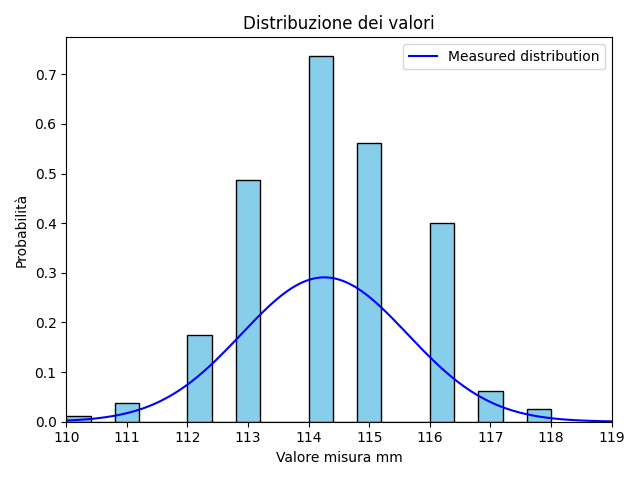 Distribuzione dei valori
Measured distribution
0.7
0.6
0.5
0.4
0.3
0.2
0.1
0.0
Probabilità
110 111 112 113 114 115 116 117 118 119
Valore misura mm